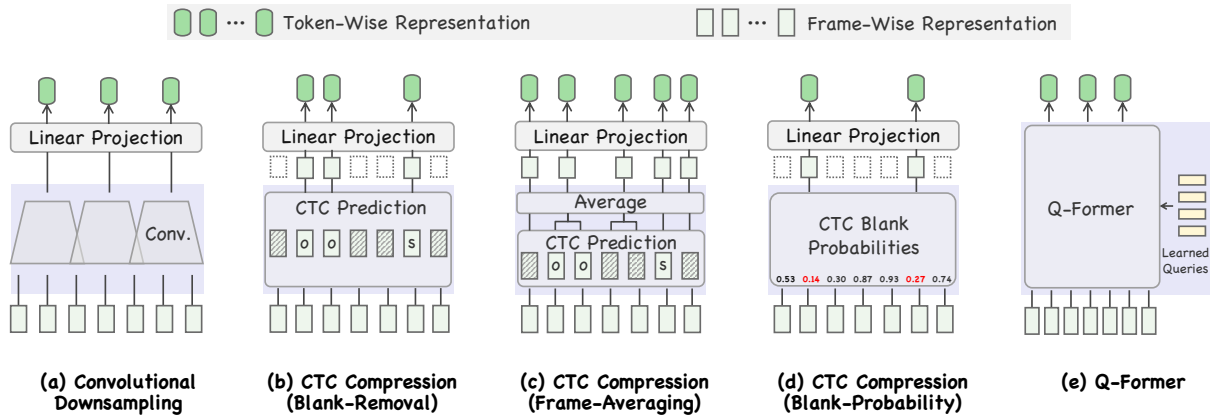 ... Token-Wise Representation
... Frame-Wise Representation
Linear Projection
Conv.
(a) Convolutional
Downsampling
Linear Projection
CTC Prediction
o o s
(b) CTC Compression
(Blank-Removal)
Linear Projection
Average
CTC Prediction
o o s
(c) CTC Compression
(Frame-Averaging)
Linear Projection
CTC Blank
Probabilities
0.53 0.14 0.30 0.87 0.93 0.27 0.74
(d) CTC Compression
(Blank-Probability)
Q-Former
Learned
Queries
(e) Q-Former